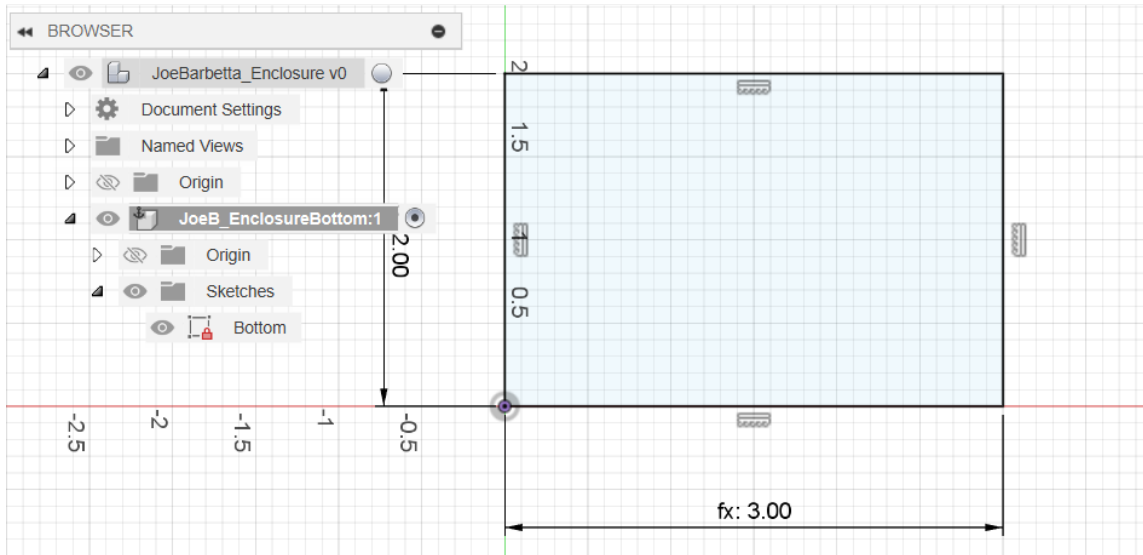 BROWSER
JoeBarbetta_Enclosure v0
Document Settings
Named Views
Origin
JoeB_EnclosureBottom:1
Origin
Sketches
Bottom
2.00
2
1.5
1
0.5
-2.5
-2
-1.5
-1
-0.5
fx: 3.00